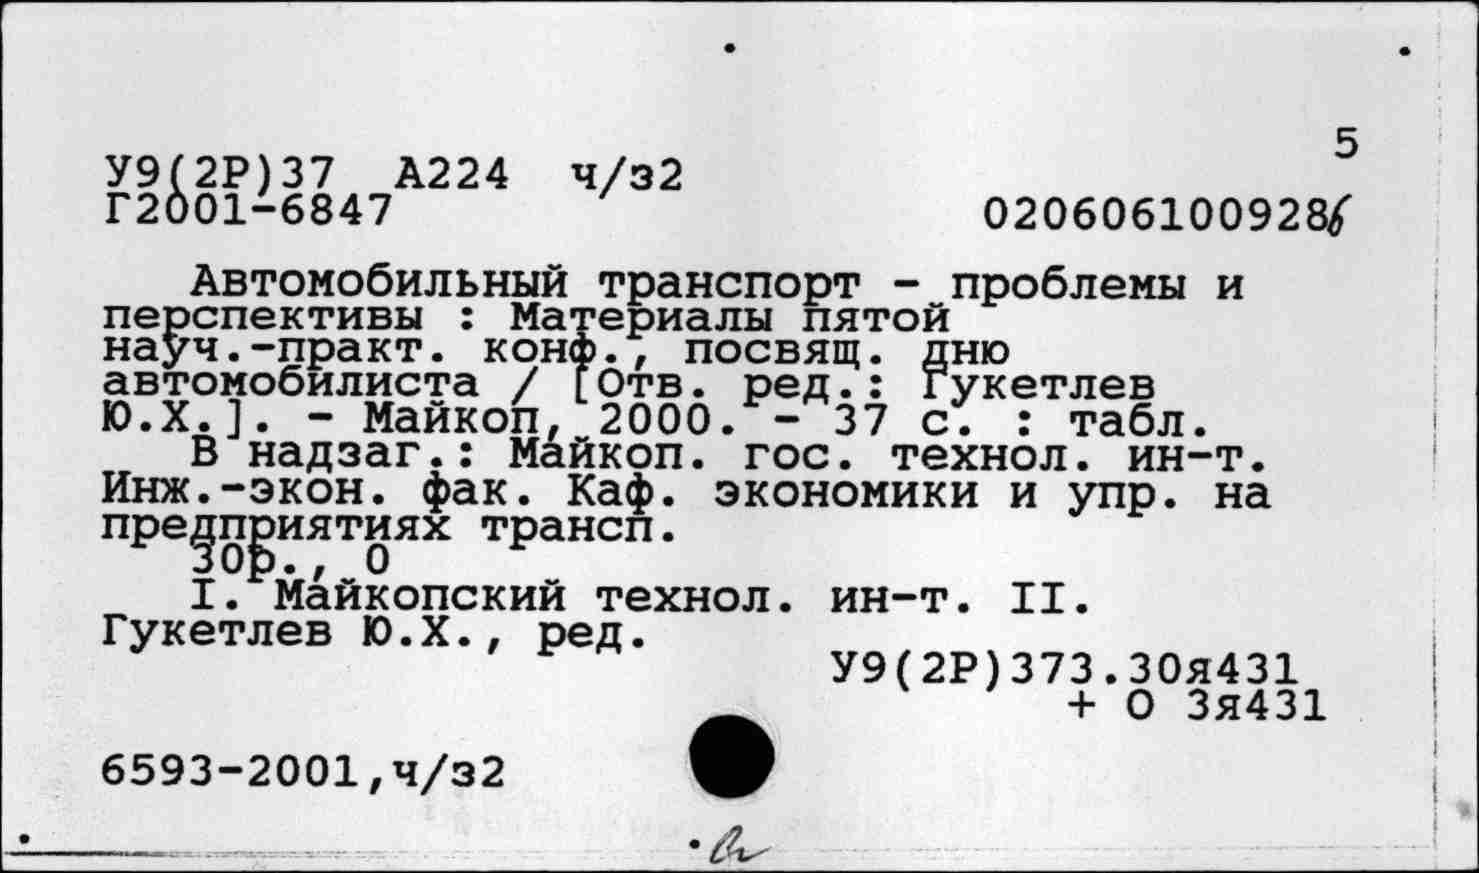 5
У9(2Р)37 А224 ч/з2
Г2001-6847
0206061009286
Автомобильный транспорт - проблемы и
перспективы : Материалы пятой
науч.-практ. конф., посвящ. дню
автомобилиста / [Отв. ред.: Гукетлев
Ю.Х.]. - Майкоп, 2000. - 37 с. : табл.
В надзаг.: Майкоп. гос. технол. ин-т.
Инж.-экон. фак. Каф. экономики и упр. на
предприятиях трансп.
30р., 0
I. Майкопский технол. ин-т. II.
Гукетлев Ю.Х., ред.
У9(2Р)373.30я431
+ О 3я431
6593-2001,ч/з2